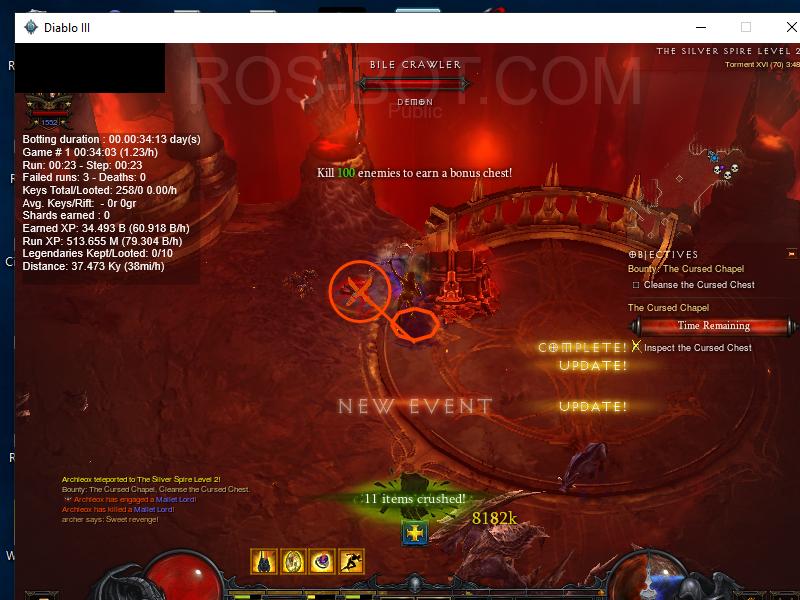 Diablo III
THE SILVER SPIRE LEVEL 2
Torment XVI (70) 3:48
BILE CRAWLER
DEMON
ROS-BOT.COM
Public
1552
Botting duration : 00.00:34:13 day(s)
Game # 1 00:34:03 (1.23/h)
Run: 00:23 - Step: 00:23
Failed runs: 3 - Deaths: 0
Keys Total/Looted: 258/0 0.00/h
Avg. Keys/Rift: - 0r 0gr
Shards earned : 0
Earned XP: 34.493 B (60.918 B/h)
Run XP: 513.655 M (79.304 B/h)
Legendaries Kept/Looted: 0/10
Distance: 37.473 Ky (38mi/h)
Kill 100 enemies to earn a bonus chest!
OBJECTIVES
Bounty: The Cursed Chapel
Cleanse the Cursed Chest
The Cursed Chapel
Time Remaining
COMPLETE! Inspect the Cursed Chest
UPDATE!
UPDATE!
NEW EVENT
Archleox teleported to The Silver Spire Level 2!
Bounty: The Cursed Chapel, Cleanse the Cursed Chest.
Archleox has engaged a Mallet Lord!
Archleox has killed a Mallet Lord!
archer says: Sweet revenge!
11 items crushed!
8182k